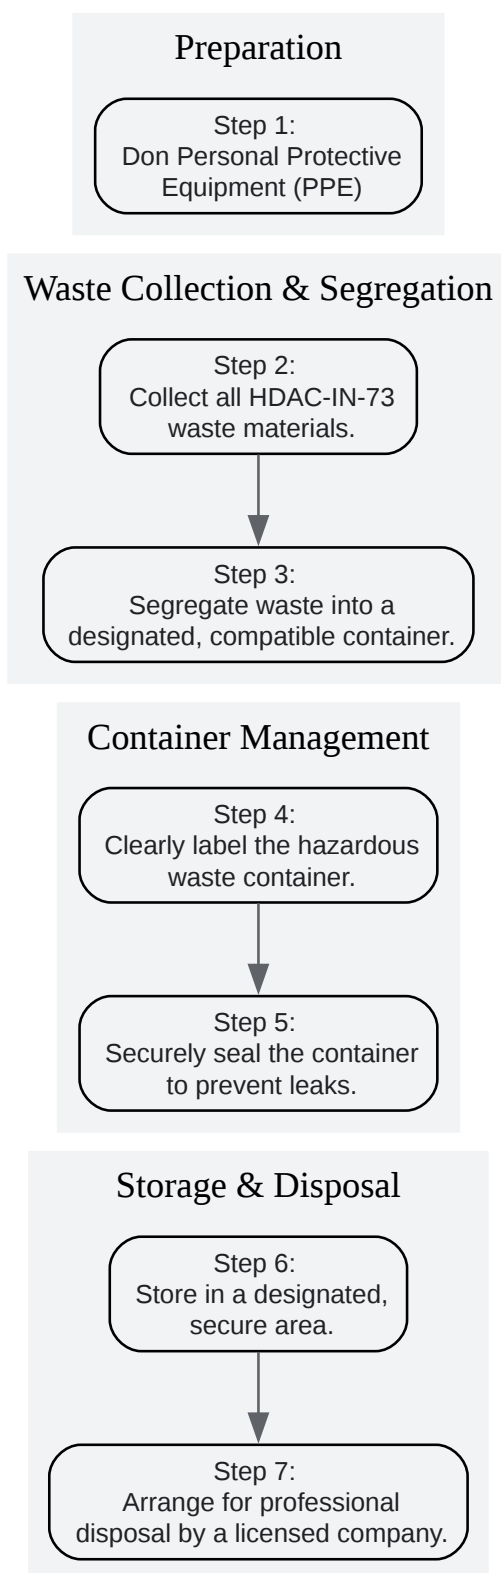 Preparation
Step 1:
Don Personal Protective
Equipment (PPE)
Waste Collection & Segregation
Step 2:
Collect all HDAC-IN-73
waste materials.
Step 3:
Segregate waste into a
designated, compatible container.
Container Management
Step 4:
Clearly label the hazardous
waste container.
Step 5:
Securely seal the container
to prevent leaks.
Storage & Disposal
Step 6:
Store in a designated,
secure area.
Step 7:
Arrange for professional
disposal by a licensed company.